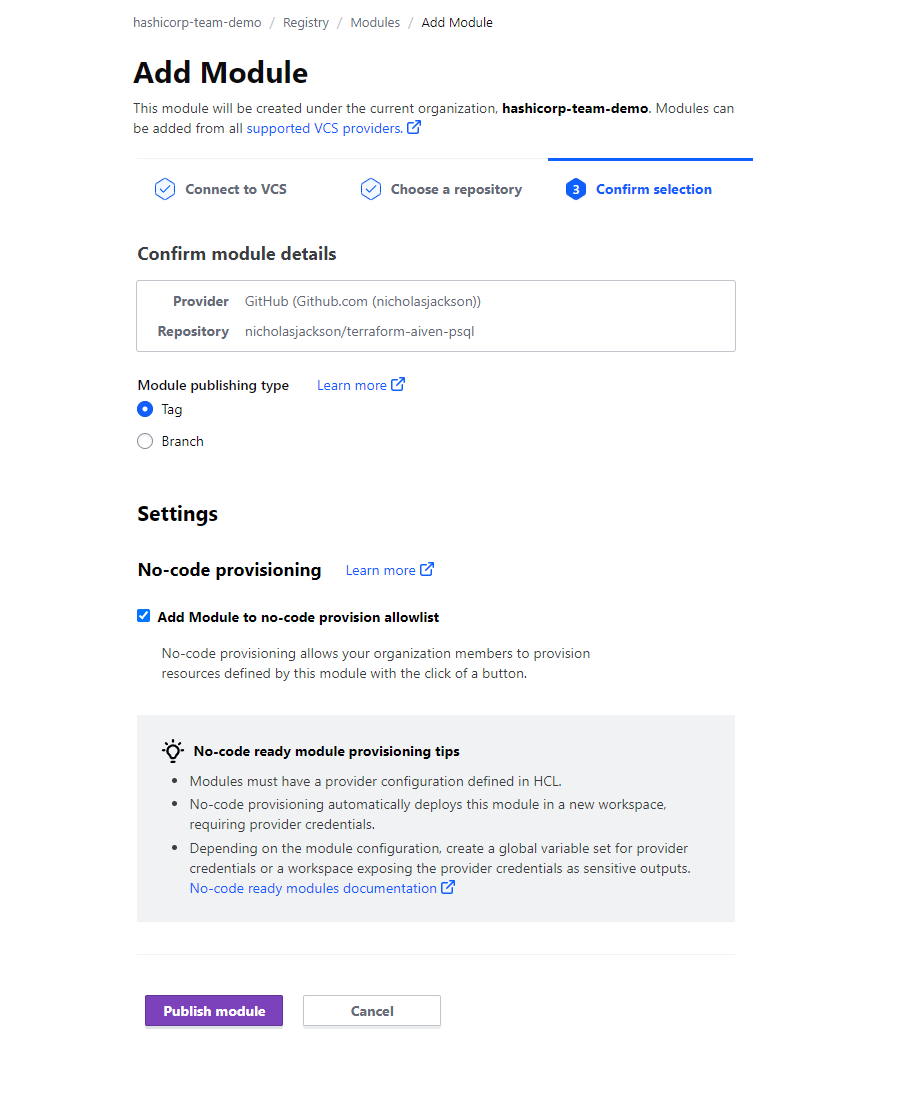 hashicorp-team-demo / Registry / Modules / Add Module
Add Module
This module will be created under the current organization, hashicorp-team-demo. Modules can
be added from all supported VCS providers.
Connect to VCS
Choose a repository
3 Confirm selection
Confirm module details
Provider GitHub (Github.com (nicholasjackson))
Repository nicholasjackson/terraform-aiven-psql
Module publishing type Learn more
Tag
Branch
Settings
No-code provisioning Learn more
Add Module to no-code provision allowlist
No-code provisioning allows your organization members to provision
resources defined by this module with the click of a button.
No-code ready module provisioning tips
• Modules must have a provider configuration defined in HCL.
• No-code provisioning automatically deploys this module in a new workspace,
requiring provider credentials.
• Depending on the module configuration, create a global variable set for provider
credentials or a workspace exposing the provider credentials as sensitive outputs.
No-code ready modules documentation
Publish module
Cancel